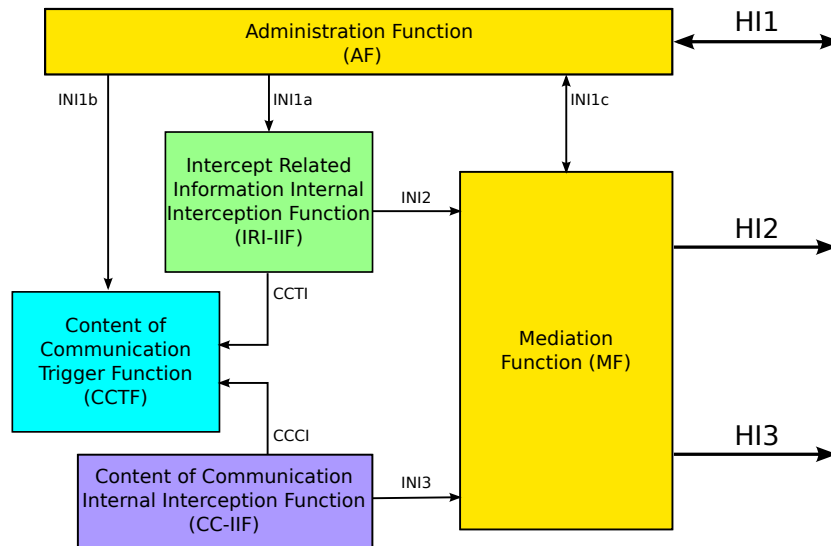 Administration Function
(AF)
HI1
INI1b
INI1a
INI1c
Intercept Related
Information Internal
Interception Function
(IRI-IIF)
INI2
HI2
CCTI
Content of
Communication
Trigger Function
(CCTF)
Mediation
Function (MF)
CCCI
HI3
Content of Communication
Internal Interception Function
(CC-IIF)
INI3